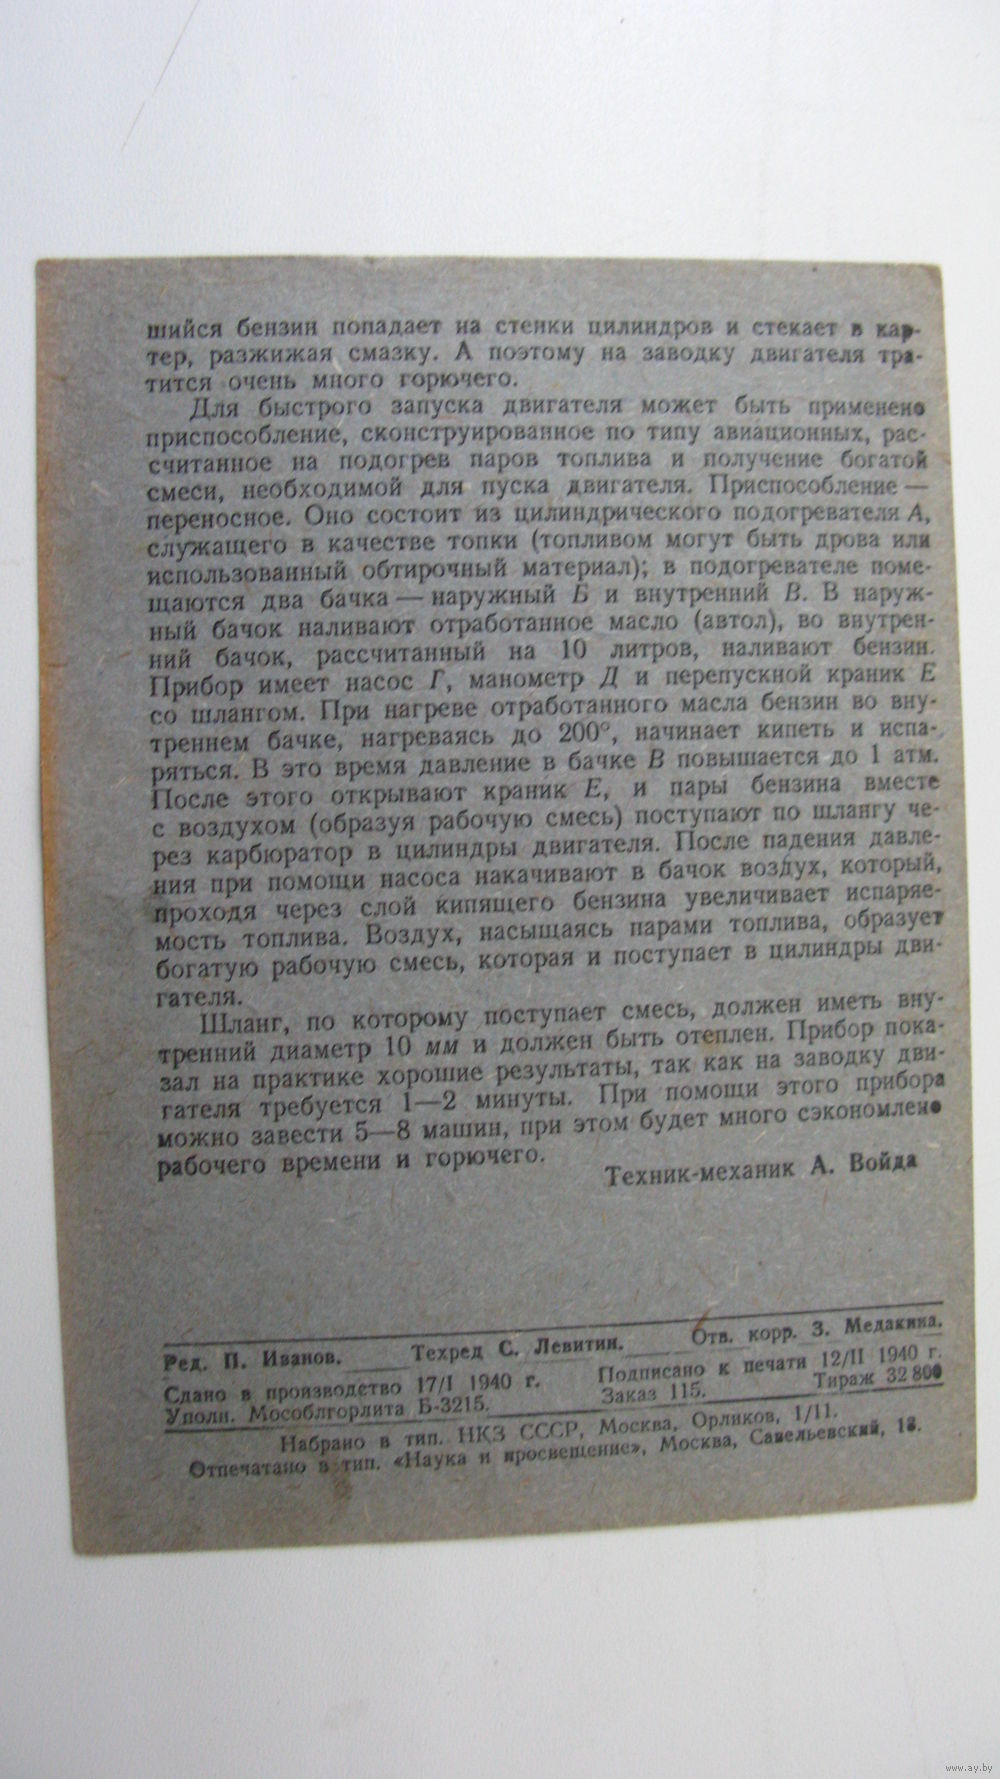 шийся бензин попадает на стенки цилиндров и стекает в кар-
тер, разжижая смазку. А поэтому на заводку двигателя тра-
тится очень много горючего.
Для быстрого запуска двигателя может быть применено
приспособление, сконструированное по типу авиационных, рас-
считанное на подогрев паров топлива и получение богатой
смеси, необходимой для пуска двигателя. Приспособление —
переносное. Оно состоит из цилиндрического подогревателя А,
служащего в качестве топки (топливом могут быть дрова или
использованный обтирочный материал); в подогревателе поме-
щаются два бачка — наружный Б и внутренний В. В наруж-
ный бачок наливают отработанное масло (автол), во внутрен-
ний бачок, рассчитанный на 10 литров, наливают бензин.
Прибор имеет насос Г, манометр Д и перепускной краник Е
со шлангом. При нагреве отработанного масла бензин во вну-
треннем бачке, нагреваясь до 200°, начинает кипеть и испа-
ряться. В это время давление в бачке В повышается до 1 атм.
После этого открывают краник Е, и пары бензина вместе
с воздухом (образуя рабочую смесь) поступают по шлангу че-
рез карбюратор в цилиндры двигателя. После падения давле-
ния при помощи насоса накачивают в бачок воздух, который,
проходя через слой кипящего бензина увеличивает испаряе-
мость топлива. Воздух, насыщаясь парами топлива, образует
богатую рабочую смесь, которая и поступает в цилиндры дви-
гателя.
Шланг, по которому поступает смесь, должен иметь вну-
тренний диаметр 10 мм и должен быть отеплен. Прибор пока-
зал на практике хорошие результаты, так как на заводку дви-
гателя требуется 1—2 минуты. При помощи этого прибора
можно завести 5—8 машин, при этом будет много сэкономлено
рабочего времени и горючего.
Техник-механик А. Войда
Ред. П. Иванов. Техред С. Левитин. Отв. корр. З. Медакина.
Сдано в производство 17/I 1940 г. Подписано к печати 12/II 1940 г.
Уполн. Мособлгорлита Б-3215. Заказ 115. Тираж 32 800
Набрано в тип. НКЗ СССР, Москва, Орликов, 1/11.
Отпечатано в тип. «Наука и просвещение», Москва, Савельевский, 13.
www.ay.by